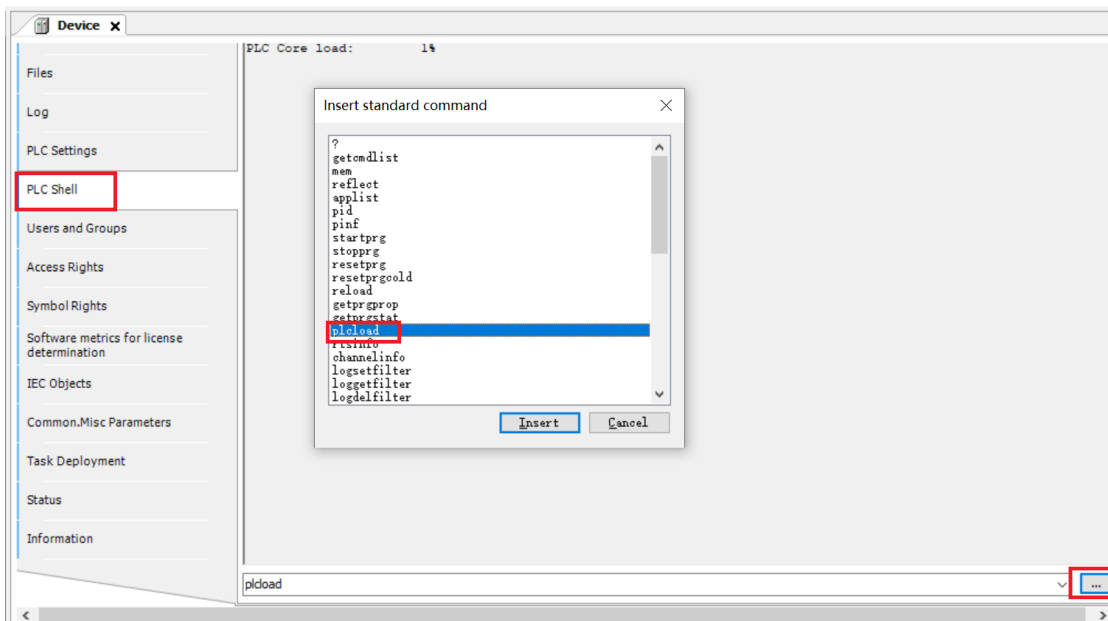 Device
PLC Core load: 1%
Files
Log
PLC Settings
PLC Shell
Users and Groups
Access Rights
Symbol Rights
Software metrics for license
determination
IEC Objects
Common.Misc Parameters
Task Deployment
Status
Information
Insert standard command
?
getcmdlist
mem
reflect
applist
pid
pinf
startprg
stopprg
resetprg
resetprgcold
reload
getprgprop
getprgstat
plcload
rtsinfo
channelinfo
logsetfilter
loggetfilter
logdelfilter
Insert
Cancel
plcload
...